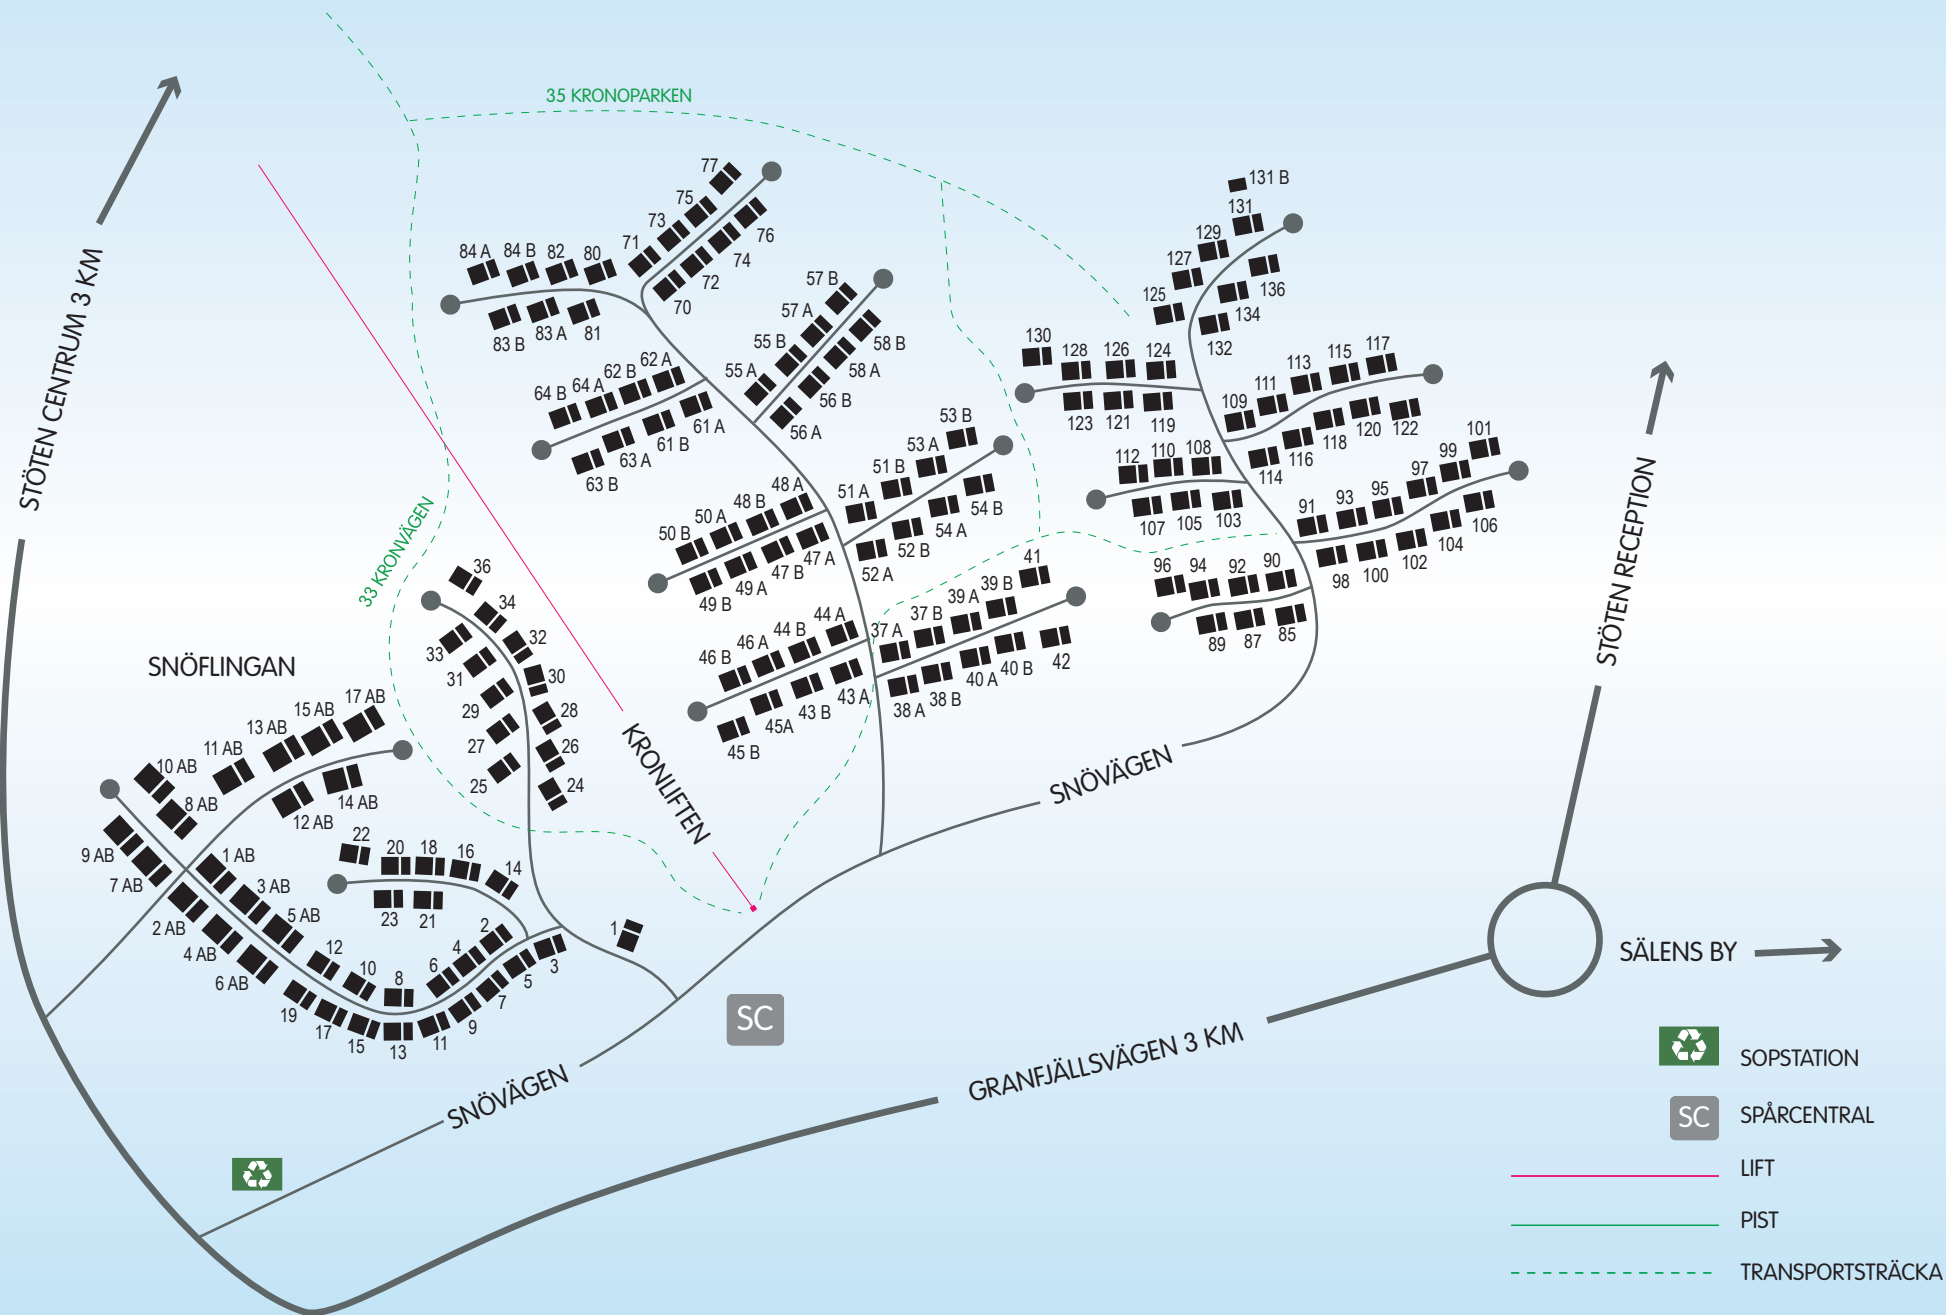 35 KRONOPARKEN
STÖTEN CENTRUM 3 KM
33 KRONVÄGEN
KRONLIFTEN
SNÖFLINGAN
77
75
73
71
76
74
72
70
84 A
84 B
82
80
83 B
83 A
81
57 B
57 A
55 B
55 A
58 B
58 A
56 B
56 A
64 B
64 A
62 B
62 A
63 B
63 A
61 B
61 A
53 B
53 A
51 B
51 A
54 B
54 A
52 B
52 A
50 B
50 A
48 B
48 A
49 B
49 A
47 B
47 A
46 B
46 A
44 B
44 A
45 B
45A
43 B
43 A
37 A
37 B
39 A
39 B
41
38 A
38 B
40 A
40 B
42
131 B
131
129
127
125
136
134
132
130
128
126
124
123
121
119
109
111
113
115
117
114
116
118
120
122
112
110
108
107
105
103
91
93
95
97
99
101
98
100
102
104
106
96
94
92
90
89
87
85
36
34
32
30
28
26
24
33
31
29
27
25
17 AB
15 AB
13 AB
11 AB
14 AB
12 AB
10 AB
8 AB
9 AB
7 AB
1 AB
3 AB
5 AB
2 AB
4 AB
6 AB
22
20
18
16
14
23
21
12
10
8
6
4
2
1
19
17
15
13
11
9
7
5
3
SNÖVÄGEN
SNÖVÄGEN
SC
GRANFJÄLLSVÄGEN 3 KM
STÖTEN RECEPTION
SÄLENS BY
SOPSTATION
SC SPÅRCENTRAL
LIFT
PIST
TRANSPORTSTRÄCKA